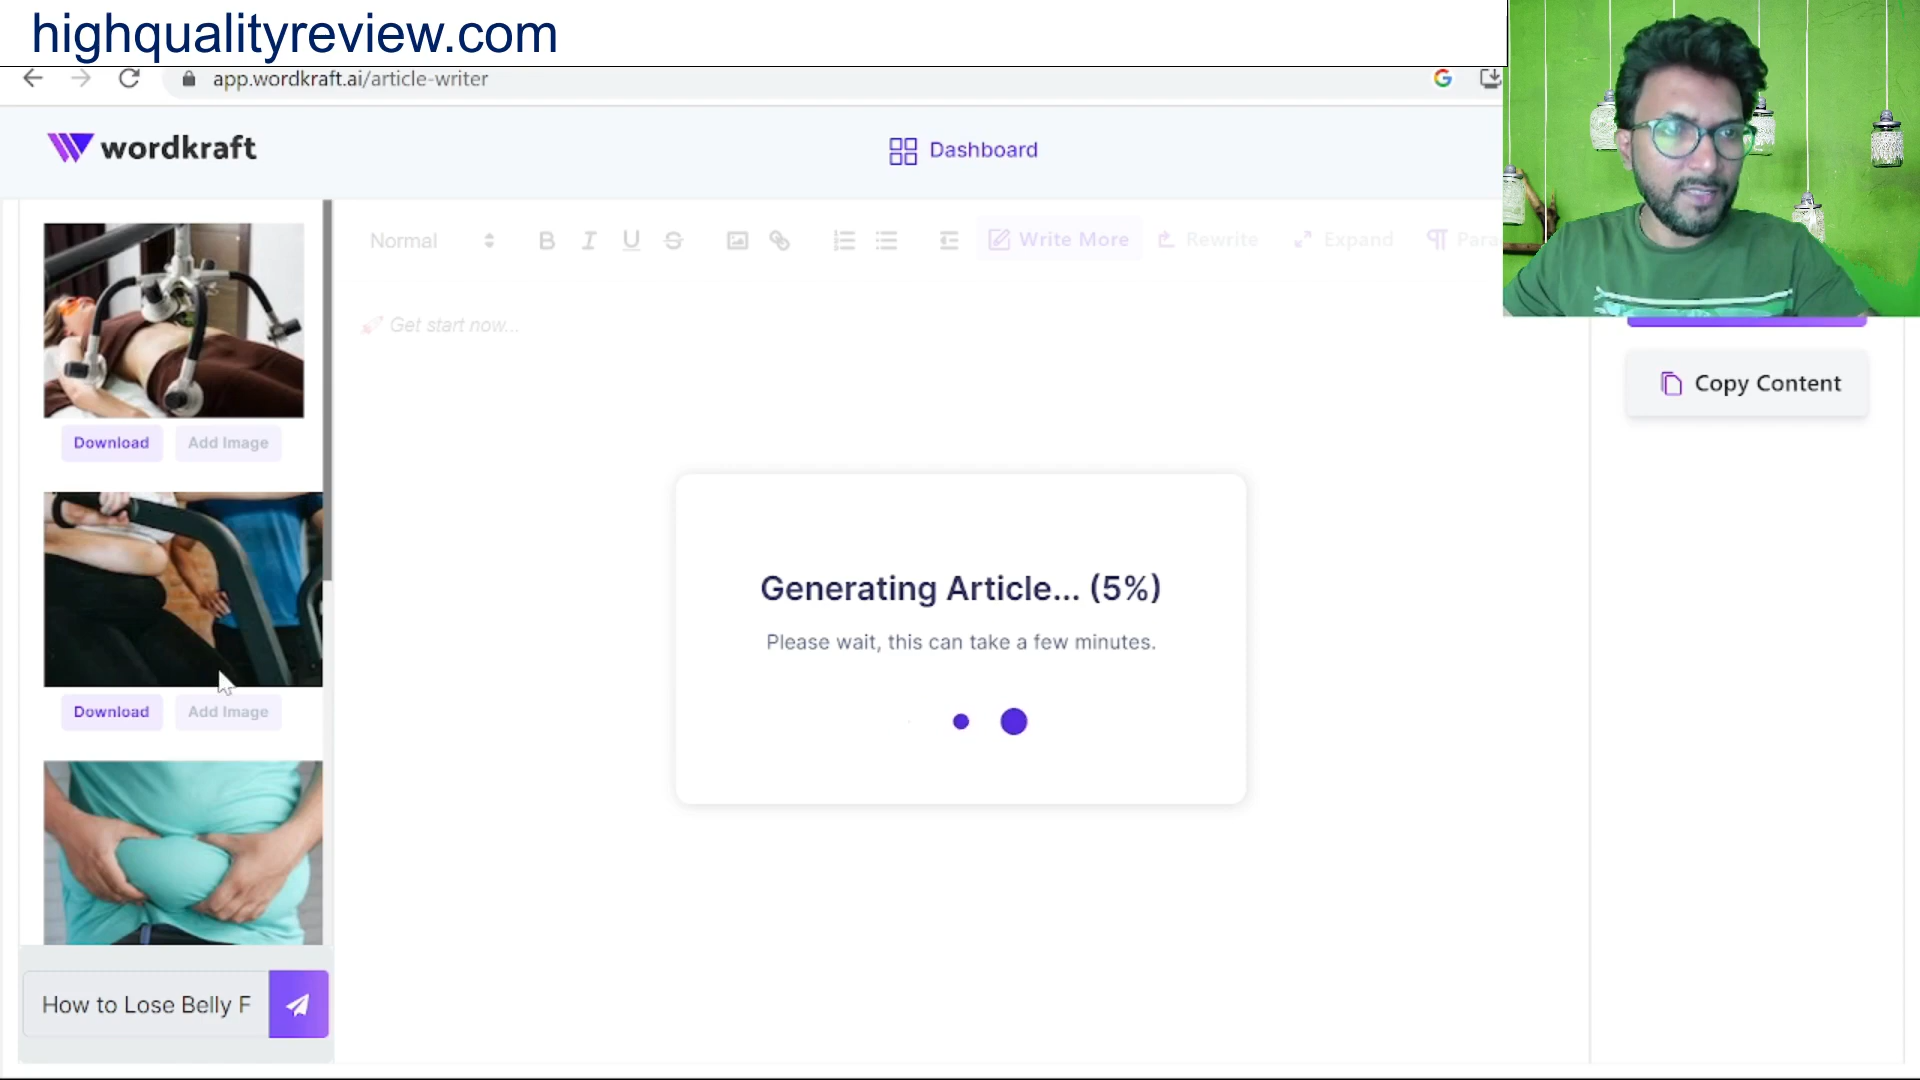 highqualityreview.com
app.wordkraft.ai/article-writer
wordkraft
Dashboard
Normal
B I U S
Write More
Rewrite
Expand
Para
Get start now...
Download
Add Image
Copy Content
Generating Article... (5%)
Please wait, this can take a few minutes.
Download
Add Image
How to Lose Belly F